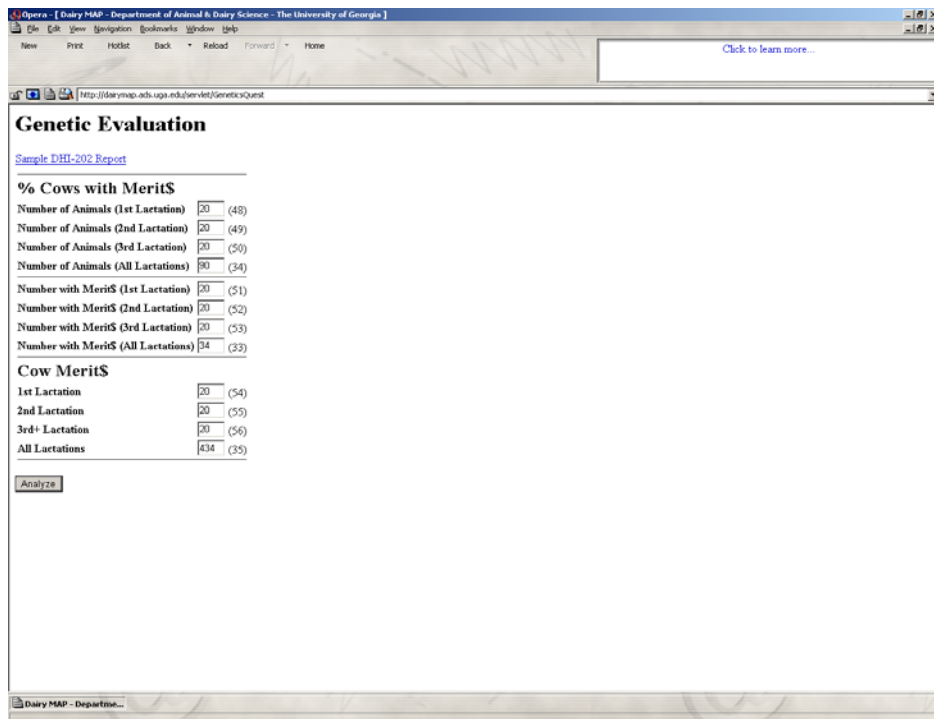 Opera - [ Dairy MAP - Department of Animal & Dairy Science - The University of Georgia ]
File Edit View Navigation Bookmarks Window Help
New Print Hotlist Back Reload Forward Home
Click to learn more...
http://dairymap.ads.uga.edu/servlet/GeneticsQuest
Genetic Evaluation
Sample DHI-202 Report
% Cows with Merit$
Number of Animals (1st Lactation) 20 (48)
Number of Animals (2nd Lactation) 20 (49)
Number of Animals (3rd Lactation) 20 (50)
Number of Animals (All Lactations) 90 (34)
Number with Merit$ (1st Lactation) 20 (51)
Number with Merit$ (2nd Lactation) 20 (52)
Number with Merit$ (3rd Lactation) 20 (53)
Number with Merit$ (All Lactations) 34 (33)
Cow Merit$
1st Lactation 20 (54)
2nd Lactation 20 (55)
3rd+ Lactation 20 (56)
All Lactations 434 (35)
Analyze
Dairy MAP - Departme...